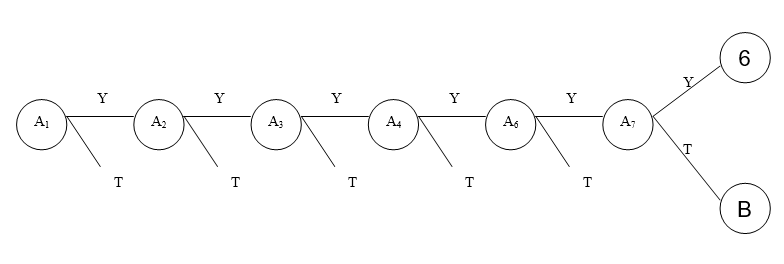 6
Y
Y Y Y Y Y
A₁ A₂ A₃ A₄ A₆ A₇
T
T T T T T
B